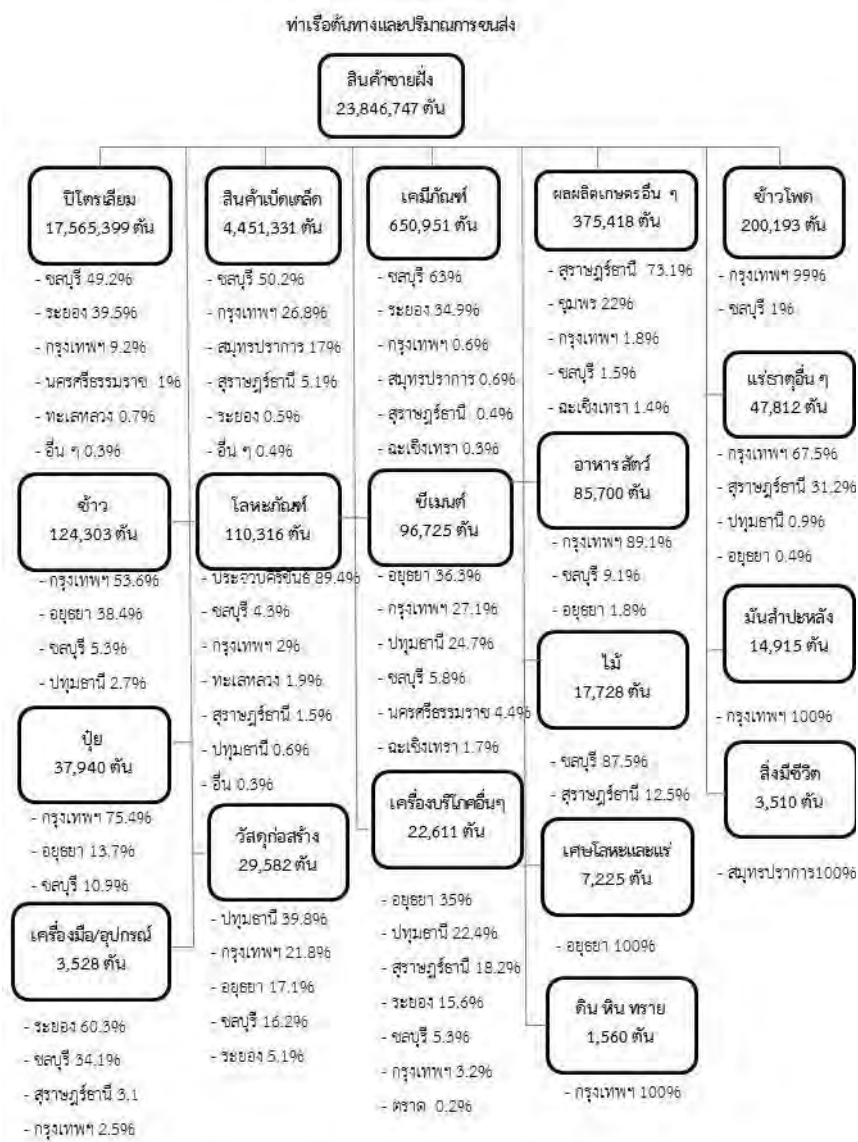 ท่าเรือต้นทางและปริมาณการขนส่ง
สินค้าชายฝั่ง
23,846,747 ตัน
ปิโตรเลียม
17,565,399 ตัน
- ชลบุรี 49.2%
- ระยอง 39.5%
- กรุงเทพฯ 9.2%
- นครศรีธรรมราช 1%
- ทะเลหลวง 0.7%
- อื่น ๆ 0.3%
สินค้าเบ็ดเตล็ด
4,451,331 ตัน
- ชลบุรี 50.2%
- กรุงเทพฯ 26.8%
- สมุทรปราการ 17%
- สุราษฎร์ธานี 5.1%
- ระยอง 0.5%
- อื่น ๆ 0.4%
เคมีภัณฑ์
650,951 ตัน
- ชลบุรี 63%
- ระยอง 34.9%
- กรุงเทพฯ 0.6%
- สมุทรปราการ 0.6%
- สุราษฎร์ธานี 0.4%
- ฉะเชิงเทรา 0.3%
ผลผลิตเกษตรอื่น ๆ
375,418 ตัน
- สุราษฎร์ธานี 73.1%
- ชุมพร 22%
- กรุงเทพฯ 1.8%
- ชลบุรี 1.5%
- ฉะเชิงเทรา 1.4%
ข้าวโพด
200,193 ตัน
- กรุงเทพฯ 99%
- ชลบุรี 1%
ข้าว
124,303 ตัน
- กรุงเทพฯ 53.6%
- อยุธยา 38.4%
- ชลบุรี 5.3%
- ปทุมธานี 2.7%
โลหะภัณฑ์
110,316 ตัน
- ประจวบคิรีขันธ์ 89.4%
- ชลบุรี 4.3%
- กรุงเทพฯ 2%
- ทะเลหลวง 1.9%
- สุราษฎร์ธานี 1.5%
- ปทุมธานี 0.6%
- อื่น 0.3%
ซีเมนต์
96,725 ตัน
- อยุธยา 36.3%
- กรุงเทพฯ 27.1%
- ปทุมธานี 24.7%
- ชลบุรี 5.8%
- นครศรีธรรมราช 4.4%
- ฉะเชิงเทรา 1.7%
อาหารสัตว์
85,700 ตัน
- กรุงเทพฯ 89.1%
- ชลบุรี 9.1%
- อยุธยา 1.8%
แร่ธาตุอื่น ๆ
47,812 ตัน
- กรุงเทพฯ 67.5%
- สุราษฎร์ธานี 31.2%
- ปทุมธานี 0.9%
- อยุธยา 0.4%
ปุ๋ย
37,940 ตัน
- กรุงเทพฯ 75.4%
- อยุธยา 13.7%
- ชลบุรี 10.9%
วัสดุก่อสร้าง
29,582 ตัน
- ปทุมธานี 39.8%
- กรุงเทพฯ 21.8%
- อยุธยา 17.1%
- ชลบุรี 16.2%
- ระยอง 5.1%
เครื่องบริโภคอื่นๆ
22,611 ตัน
- อยุธยา 35%
- ปทุมธานี 22.4%
- สุราษฎร์ธานี 18.2%
- ระยอง 15.6%
- ชลบุรี 5.3%
- กรุงเทพฯ 3.2%
- ตราด 0.2%
ไม้
17,728 ตัน
- ชลบุรี 87.5%
- สุราษฎร์ธานี 12.5%
มันสำปะหลัง
14,915 ตัน
- กรุงเทพฯ 100%
เครื่องมือ/อุปกรณ์
3,528 ตัน
- ระยอง 60.3%
- ชลบุรี 34.1%
- สุราษฎร์ธานี 3.1
- กรุงเทพฯ 2.5%
เศษโลหะและแร่
7,225 ตัน
- อยุธยา 100%
สิ่งมีชีวิต
3,510 ตัน
- สมุทรปราการ100%
ดิน หิน ทราย
1,560 ตัน
- กรุงเทพฯ 100%